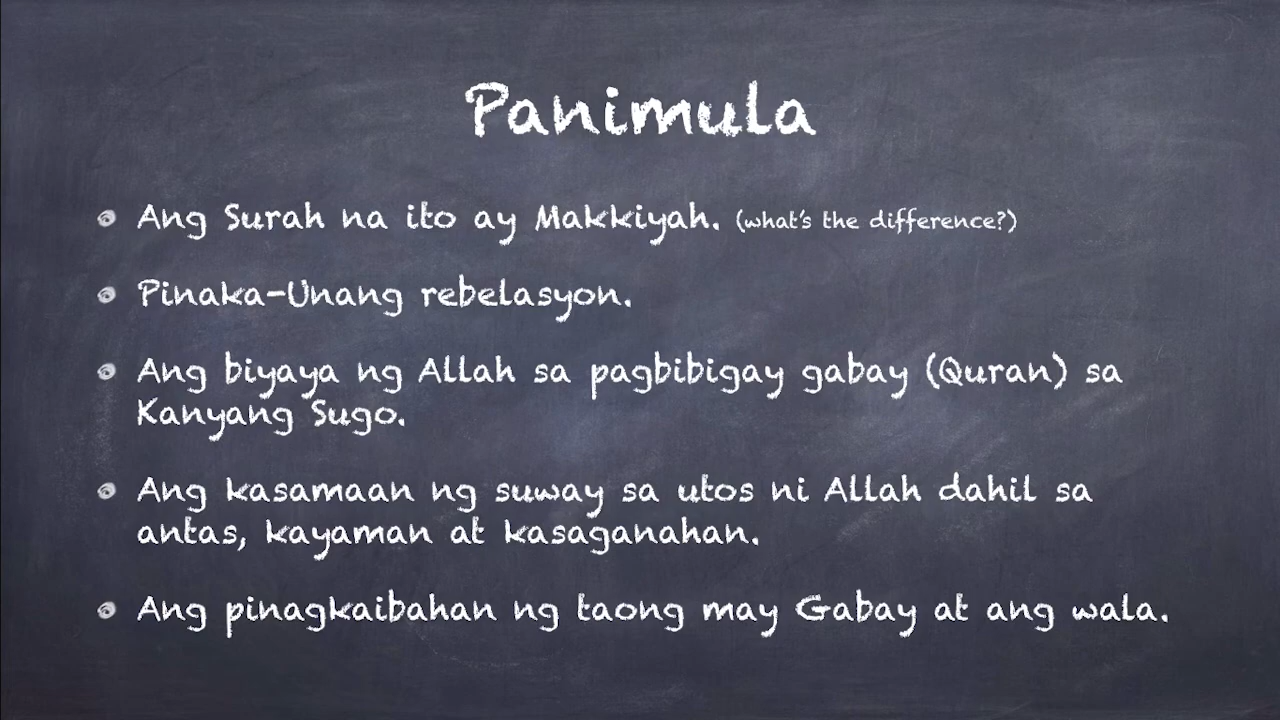 Panimula
Ang Surah na ito ay Makkiyah. (what's the difference?)
Pinaka-Unang rebelasyon.
Ang biyaya ng Allah sa pagbibigay gabay (Quran) sa
Kanyang Sugo.
Ang kasamaan ng suway sa utos ni Allah dahil sa
antas, kayaman at kasaganahan.
Ang pinagkaibahan ng taong may Gabay at ang wala.